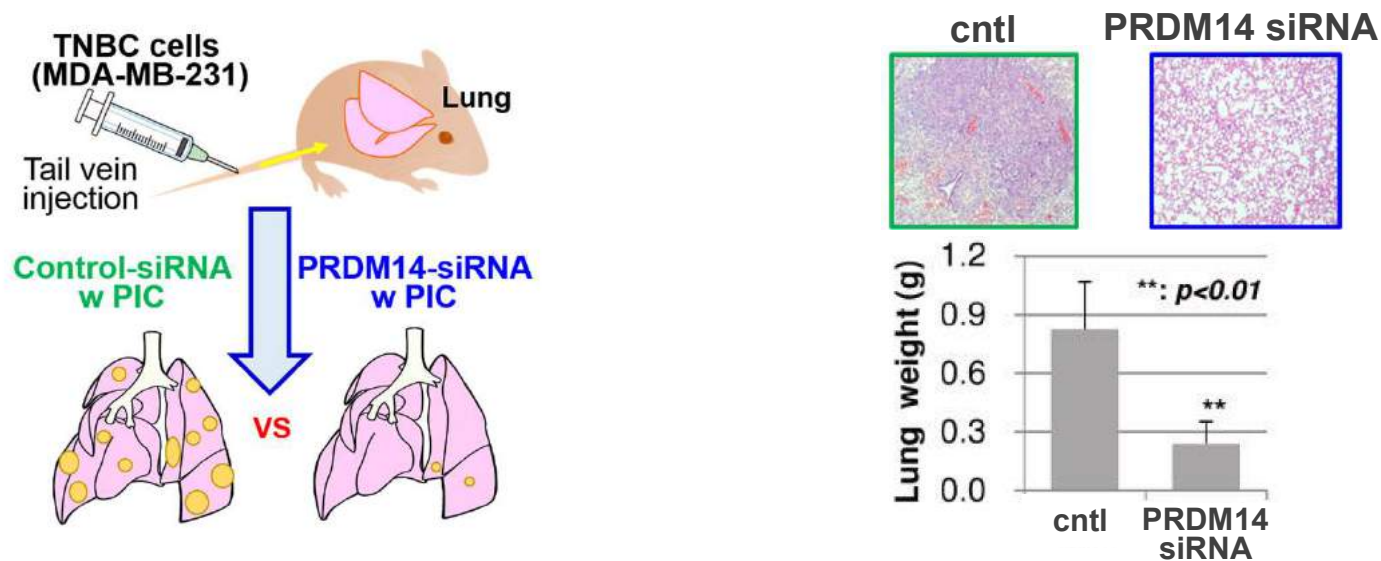 TNBC cells
(MDA-MB-231)
Lung
Tail vein
injection
Control-siRNA
w PIC
PRDM14-siRNA
w PIC
VS
cntl
PRDM14 siRNA
Lung weight (g)
1.2
0.9
0.6
0.3
0.0
**: p<0.01
**
cntl
PRDM14
siRNA